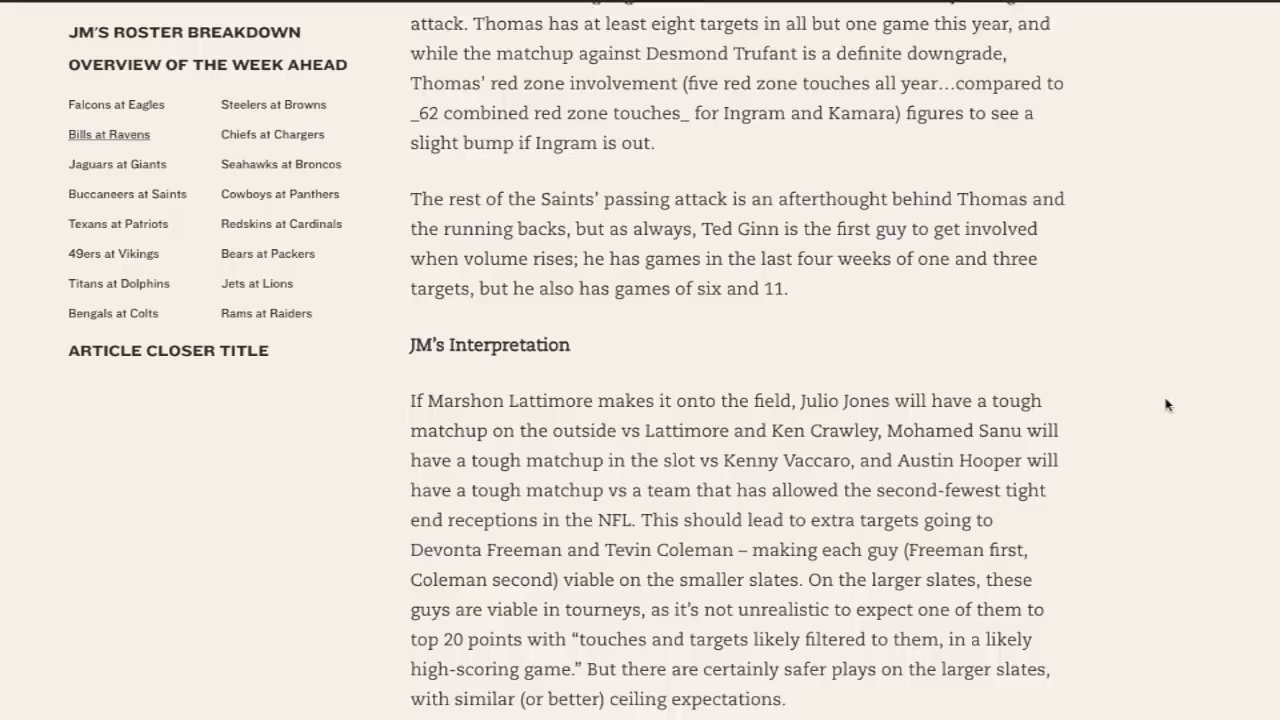 JM'S ROSTER BREAKDOWN
OVERVIEW OF THE WEEK AHEAD
Falcons at Eagles
Steelers at Browns
Bills at Ravens
Chiefs at Chargers
Jaguars at Giants
Seahawks at Broncos
Buccaneers at Saints
Cowboys at Panthers
Texans at Patriots
Redskins at Cardinals
49ers at Vikings
Bears at Packers
Titans at Dolphins
Jets at Lions
Bengals at Colts
Rams at Raiders
ARTICLE CLOSER TITLE
attack. Thomas has at least eight targets in all but one game this year, and
while the matchup against Desmond Trufant is a definite downgrade,
Thomas’ red zone involvement (five red zone touches all year…compared to
_62 combined red zone touches_ for Ingram and Kamara) figures to see a
slight bump if Ingram is out.
The rest of the Saints’ passing attack is an afterthought behind Thomas and
the running backs, but as always, Ted Ginn is the first guy to get involved
when volume rises; he has games in the last four weeks of one and three
targets, but he also has games of six and 11.
JM’s Interpretation
If Marshon Lattimore makes it onto the field, Julio Jones will have a tough
matchup on the outside vs Lattimore and Ken Crawley, Mohamed Sanu will
have a tough matchup in the slot vs Kenny Vaccaro, and Austin Hooper will
have a tough matchup vs a team that has allowed the second-fewest tight
end receptions in the NFL. This should lead to extra targets going to
Devonta Freeman and Tevin Coleman – making each guy (Freeman first,
Coleman second) viable on the smaller slates. On the larger slates, these
guys are viable in tourneys, as it’s not unrealistic to expect one of them to
top 20 points with “touches and targets likely filtered to them, in a likely
high-scoring game.” But there are certainly safer plays on the larger slates,
with similar (or better) ceiling expectations.